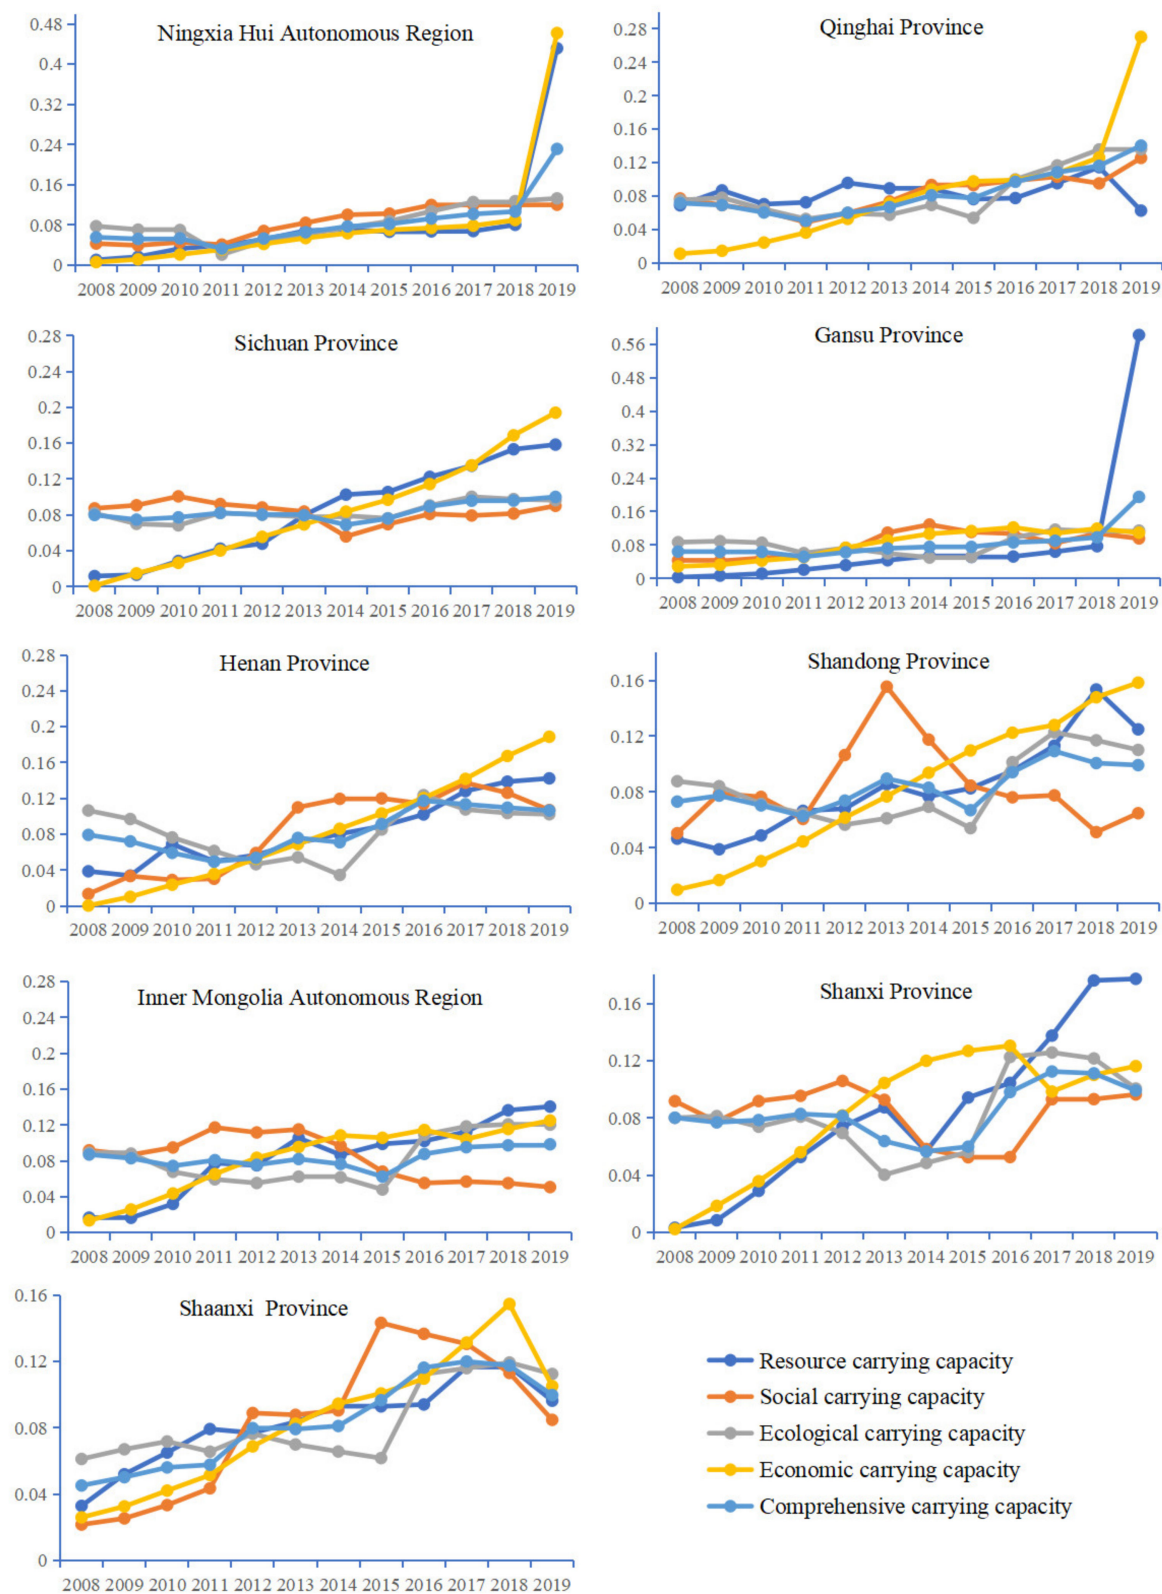 Ningxia Hui Autonomous Region
0.48
0.4
0.32
0.24
0.16
0.08
0
2008 2009 2010 2011 2012 2013 2014 2015 2016 2017 2018 2019
Qinghai Province
0.28
0.24
0.2
0.16
0.12
0.08
0.04
0
2008 2009 2010 2011 2012 2013 2014 2015 2016 2017 2018 2019
Sichuan Province
0.28
0.24
0.2
0.16
0.12
0.08
0.04
0
2008 2009 2010 2011 2012 2013 2014 2015 2016 2017 2018 2019
Gansu Province
0.56
0.48
0.4
0.32
0.24
0.16
0.08
0
2008 2009 2010 2011 2012 2013 2014 2015 2016 2017 2018 2019
Henan Province
0.28
0.24
0.2
0.16
0.12
0.08
0.04
0
2008 2009 2010 2011 2012 2013 2014 2015 2016 2017 2018 2019
Shandong Province
0.16
0.12
0.08
0.04
0
2008 2009 2010 2011 2012 2013 2014 2015 2016 2017 2018 2019
Inner Mongolia Autonomous Region
0.28
0.24
0.2
0.16
0.12
0.08
0.04
0
2008 2009 2010 2011 2012 2013 2014 2015 2016 2017 2018 2019
Shanxi Province
0.16
0.12
0.08
0.04
0
2008 2009 2010 2011 2012 2013 2014 2015 2016 2017 2018 2019
Shaanxi Province
0.16
0.12
0.08
0.04
0
2008 2009 2010 2011 2012 2013 2014 2015 2016 2017 2018 2019
Resource carrying capacity
Social carrying capacity
Ecological carrying capacity
Economic carrying capacity
Comprehensive carrying capacity